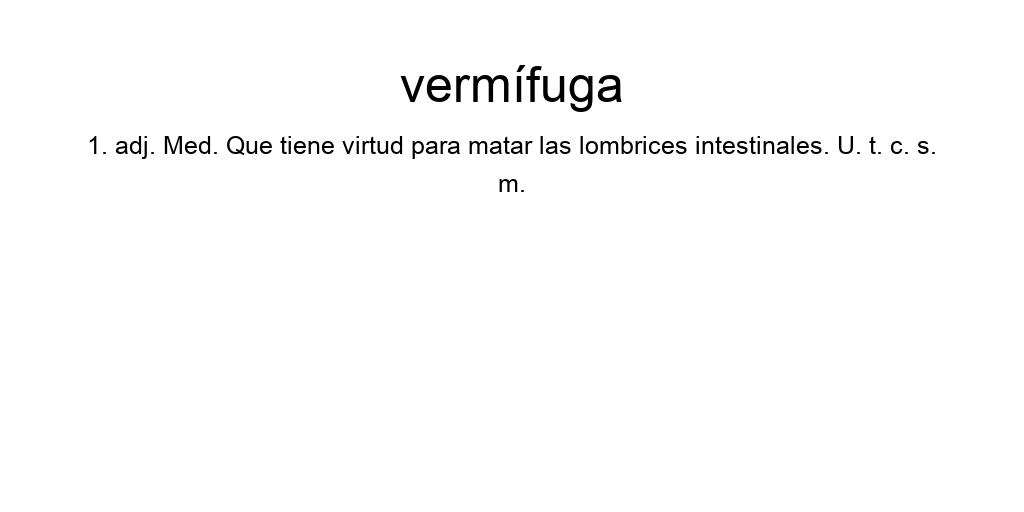 vermífuga
1. adj. Med. Que tiene virtud para matar las lombrices intestinales. U. t. c. s.
m.